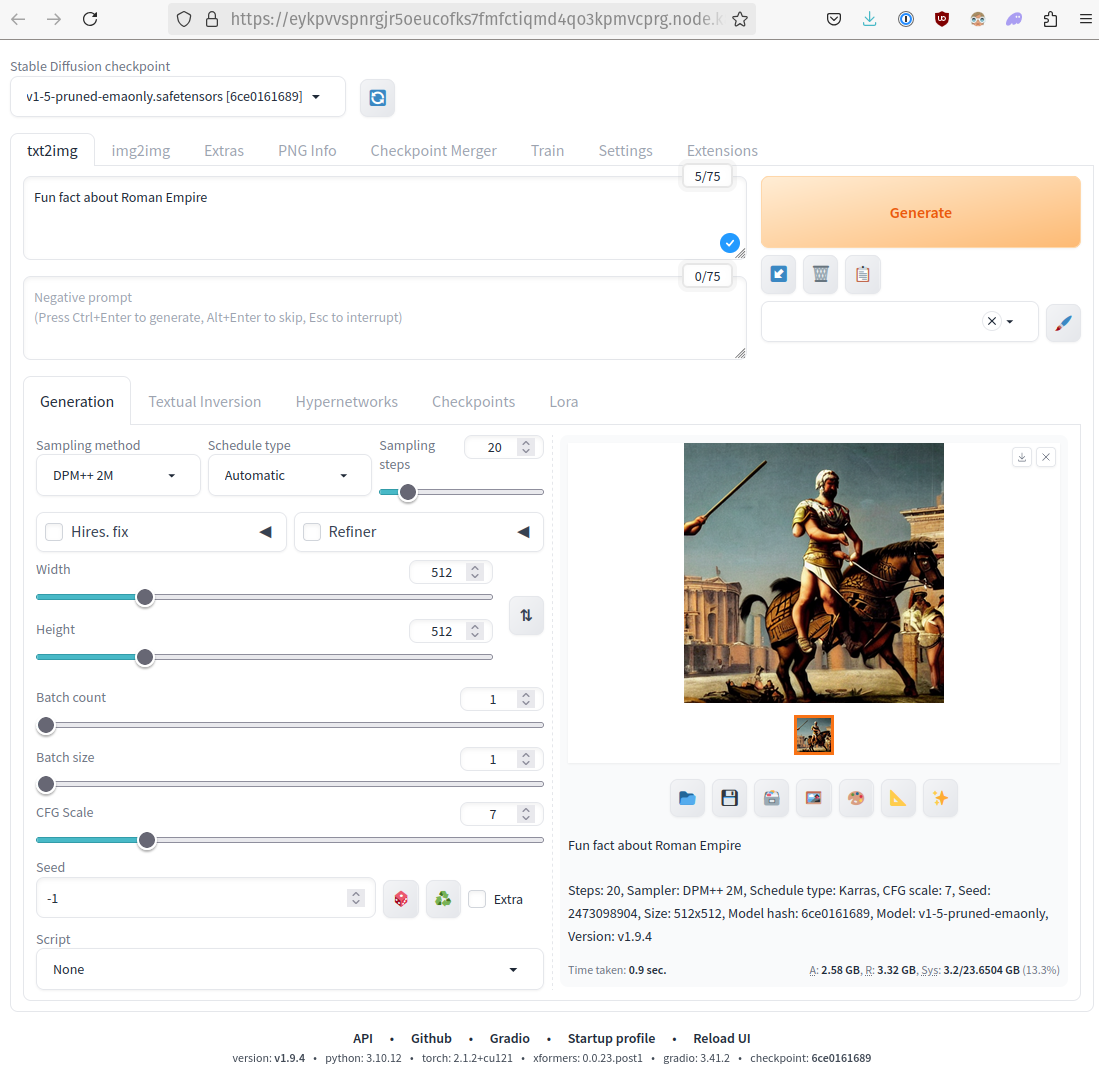 https://eykpvvspnrgjr5oeucofks7fmfctiqmd4qo3kpmvcprg.node.k
Stable Diffusion checkpoint
v1-5-pruned-emaonly.safetensors [6ce0161689]
txt2img img2img Extras PNG Info Checkpoint Merger Train Settings Extensions
5/75
Fun fact about Roman Empire
Generate
0/75
Negative prompt
(Press Ctrl+Enter to generate, Alt+Enter to skip, Esc to interrupt)
Generation Textual Inversion Hypernetworks Checkpoints Lora
Sampling method Schedule type Sampling steps 20
DPM++ 2M Automatic
Hires. fix Refiner
Width 512
Height 512
Batch count 1
Batch size 1
CFG Scale 7
Seed
-1 Extra
Script
None
Fun fact about Roman Empire
Steps: 20, Sampler: DPM++ 2M, Schedule type: Karras, CFG scale: 7, Seed:
2473098904, Size: 512x512, Model hash: 6ce0161689, Model: v1-5-pruned-emaonly,
Version: v1.9.4
Time taken: 0.9 sec. A: 2.58 GB, R: 3.32 GB, Sys: 3.2/23.6504 GB (13.3%)
API • Github • Gradio • Startup profile • Reload UI
version: v1.9.4 • python: 3.10.12 • torch: 2.1.2+cu121 • xformers: 0.0.23.post1 • gradio: 3.41.2 • checkpoint: 6ce0161689